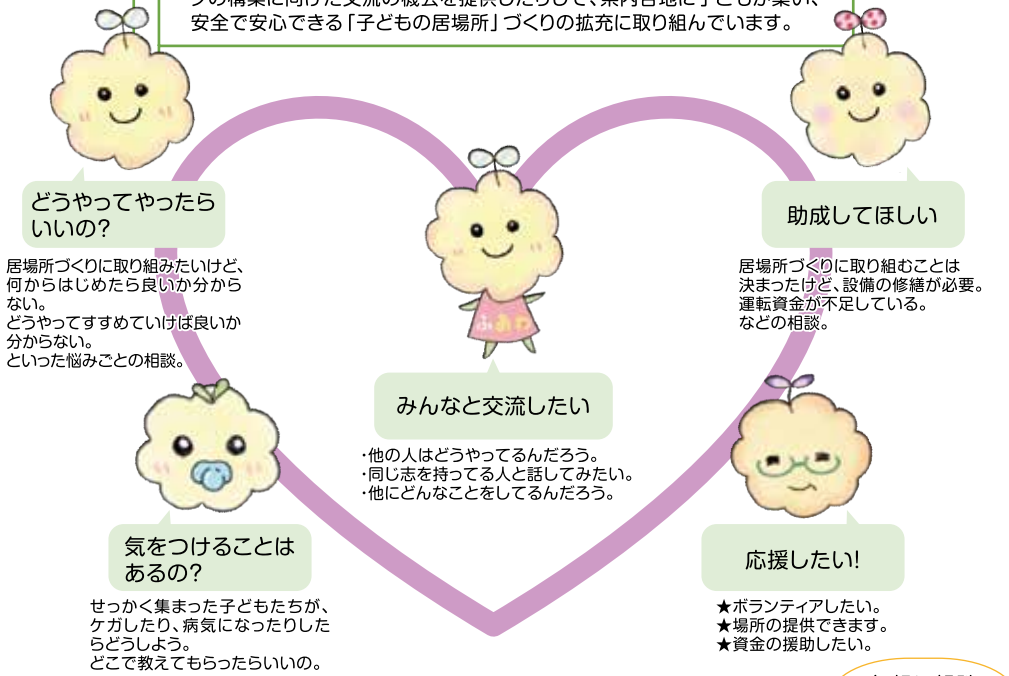 安全で安心できる「子どもの居場所」づくりの拡充に取り組んでいます。
どうやってやったら
いいの?
居場所づくりに取り組みたいけど、
何からはじめたら良いか分から
ない。
どうやってすすめていけば良いか
分からない。
といった悩みごとの相談。
助成してほしい
居場所づくりに取り組むことは
決まったけど、設備の修繕が必要。
運転資金が不足している。
などの相談。
ふあわ
みんなと交流したい
・他の人はどうやってるんだろう。
・同じ志を持ってる人と話してみたい。
・他にどんなことをしてるんだろう。
気をつけることは
あるの?
せっかく集まった子どもたちが、
ケガしたり、病気になったりした
らどうしよう。
どこで教えてもらったらいいの。
応援したい!
★ボランティアしたい。
★場所の提供できます。
★資金の援助したい。